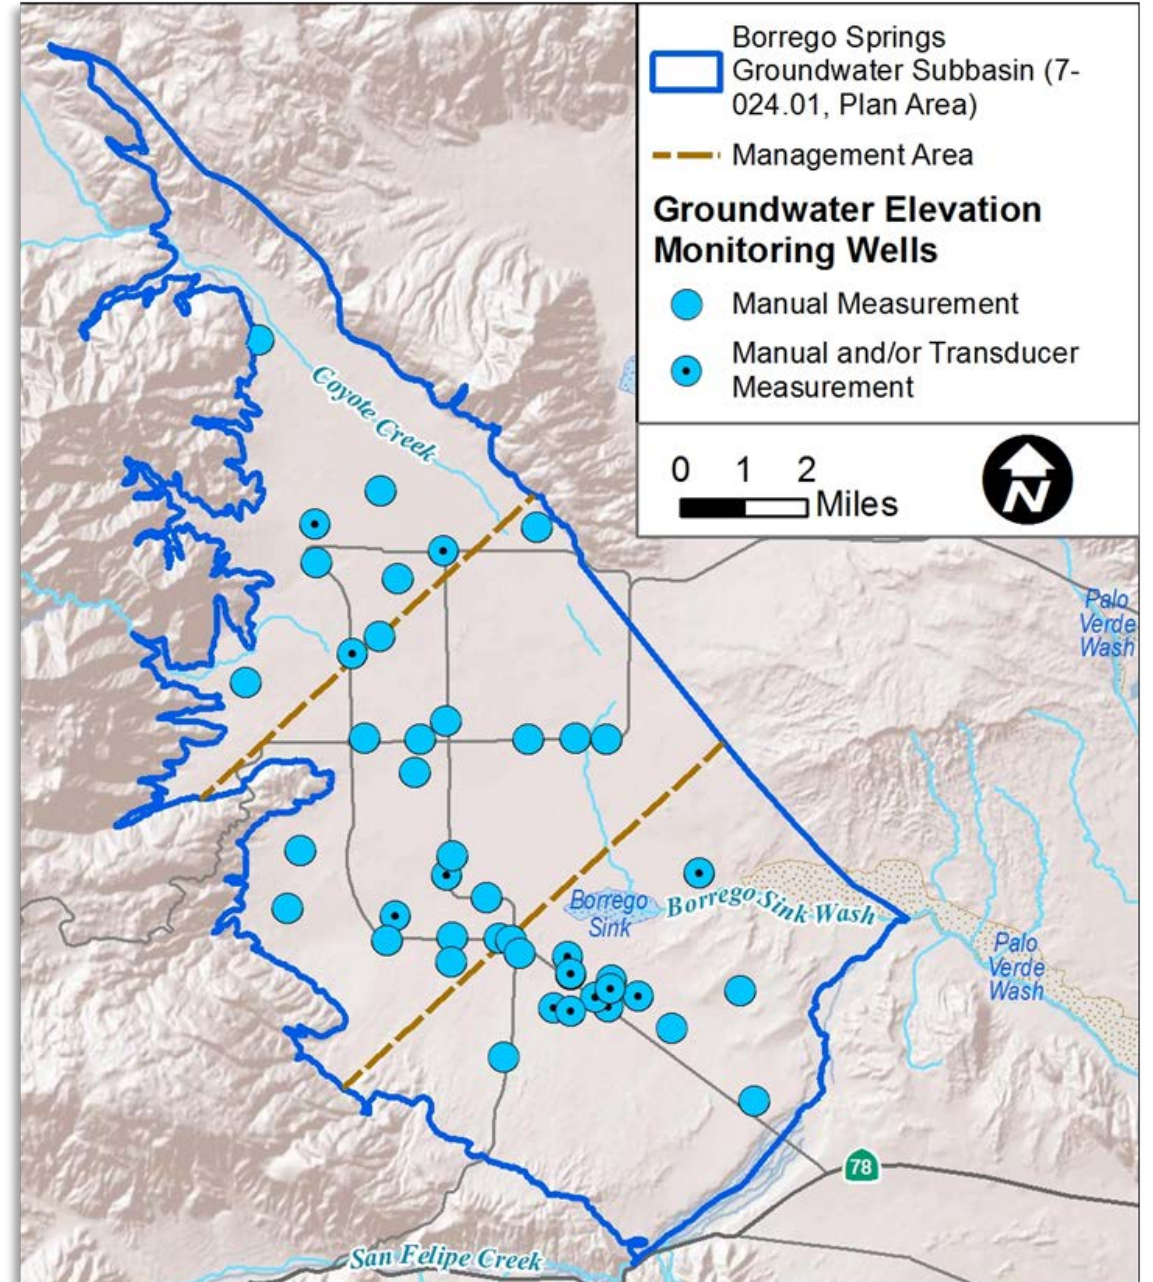 Borrego Springs
Groundwater Subbasin (7-
024.01, Plan Area)
Management Area
Groundwater Elevation
Monitoring Wells
Manual Measurement
Manual and/or Transducer
Measurement
0 1 2
Miles
N
Coyote Creek
Palo
Verde
Wash
Borrego
Sink
Borrego Sink Wash
Palo
Verde
Wash
78
San Felipe Creek